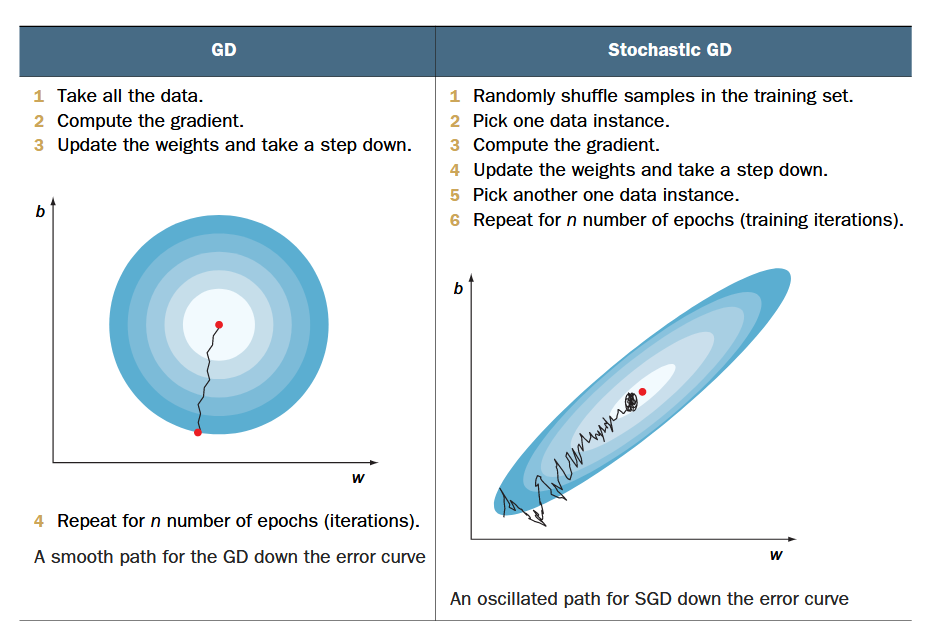 GD
1 Take all the data.
2 Compute the gradient.
3 Update the weights and take a step down.
b
w
4 Repeat for n number of epochs (iterations).
A smooth path for the GD down the error curve
Stochastic GD
1 Randomly shuffle samples in the training set.
2 Pick one data instance.
3 Compute the gradient.
4 Update the weights and take a step down.
5 Pick another one data instance.
6 Repeat for n number of epochs (training iterations).
b
w
An oscillated path for SGD down the error curve